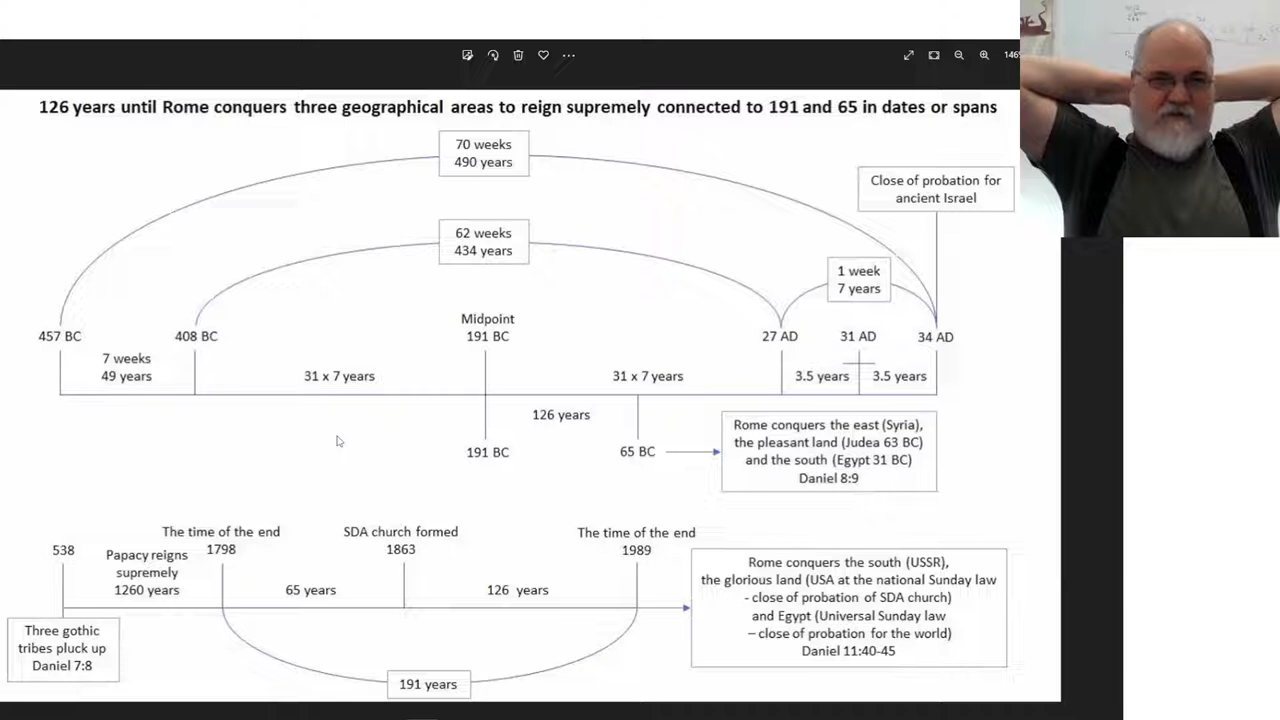 146%
126 years until Rome conquers three geographical areas to reign supremely connected to 191 and 65 in dates or spans
70 weeks
490 years
Close of probation for
ancient Israel
62 weeks
434 years
1 week
7 years
Midpoint
457 BC
408 BC
191 BC
27 AD
31 AD
34 AD
7 weeks
49 years
31 x 7 years
31 x 7 years
3.5 years
3.5 years
126 years
191 BC
65 BC
Rome conquers the east (Syria),
the pleasant land (Judea 63 BC)
and the south (Egypt 31 BC)
Daniel 8:9
538
The time of the end
1798
SDA church formed
1863
The time of the end
1989
Papacy reigns
supremely
1260 years
65 years
126 years
Rome conquers the south (USSR),
the glorious land (USA at the national Sunday law
- close of probation of SDA church)
and Egypt (Universal Sunday law
– close of probation for the world)
Daniel 11:40-45
Three gothic
tribes pluck up
Daniel 7:8
191 years